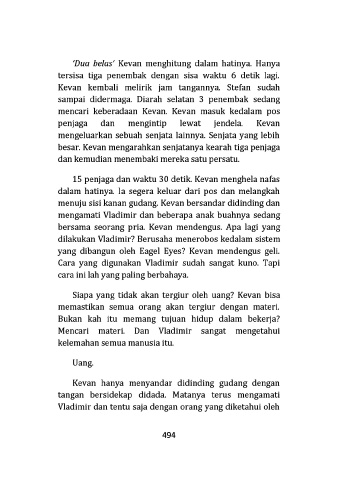 ‘Dua belas’ Kevan menghitung dalam hatinya. Hanya
tersisa tiga penembak dengan sisa waktu 6 detik lagi.
Kevan kembali melirik jam tangannya. Stefan sudah
sampai didermaga. Diarah selatan 3 penembak sedang
mencari keberadaan Kevan. Kevan masuk kedalam pos
penjaga dan mengintip lewat jendela. Kevan
mengeluarkan sebuah senjata lainnya. Senjata yang lebih
besar. Kevan mengarahkan senjatanya kearah tiga penjaga
dan kemudian menembaki mereka satu persatu.
15 penjaga dan waktu 30 detik. Kevan menghela nafas
dalam hatinya. Ia segera keluar dari pos dan melangkah
menuju sisi kanan gudang. Kevan bersandar didinding dan
mengamati Vladimir dan beberapa anak buahnya sedang
bersama seorang pria. Kevan mendengus. Apa lagi yang
dilakukan Vladimir? Berusaha menerobos kedalam sistem
yang dibangun oleh Eagel Eyes? Kevan mendengus geli.
Cara yang digunakan Vladimir sudah sangat kuno. Tapi
cara ini lah yang paling berbahaya.
Siapa yang tidak akan tergiur oleh uang? Kevan bisa
memastikan semua orang akan tergiur dengan materi.
Bukan kah itu memang tujuan hidup dalam bekerja?
Mencari materi. Dan Vladimir sangat mengetahui
kelemahan semua manusia itu.
Uang.
Kevan hanya menyandar didinding gudang dengan
tangan bersidekap didada. Matanya terus mengamati
Vladimir dan tentu saja dengan orang yang diketahui oleh
494